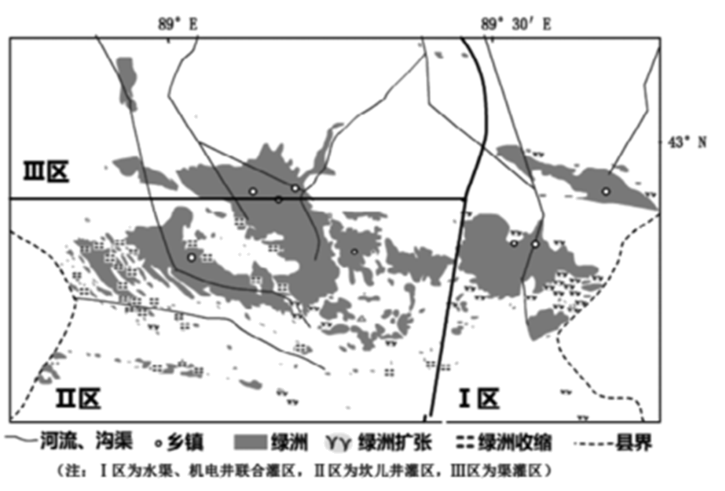 89° E 89° 30′ E
43° N
Ⅲ区
Ⅱ区 Ⅰ区
河流、沟渠 乡镇 绿洲 绿洲扩张 绿洲收缩 县界
(注：Ⅰ区为水渠、机电井联合灌区，Ⅱ区为坎儿井灌区，Ⅲ区为渠灌区)